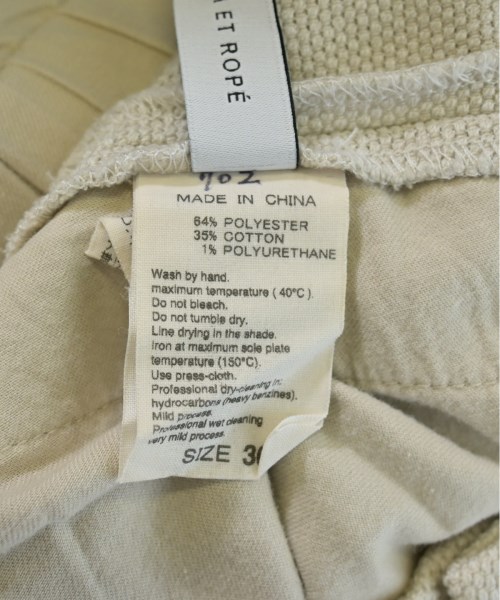 ET ROPÉ
702
MADE IN CHINA
64% POLYESTER
35% COTTON
1% POLYURETHANE
Wash by hand.
maximum temperature ( 40°C ).
Do not bleach.
Do not tumble dry.
Line drying in the shade.
Iron at maximum sole plate
temperature (150°C).
Use press-cloth.
Professional dry-cleaning in:
hydrocarbons (heavy benzines).
Mild process.
Professional wet cleaning
very mild process.
SIZE